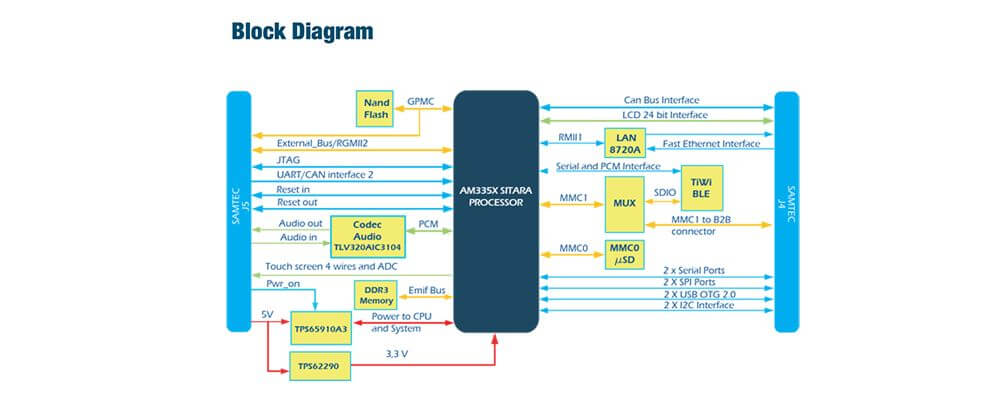 Block Diagram
SAMTEC
J5
Nand
Flash
GPMC
External_Bus/RGMII2
JTAG
UART/CAN interface 2
Reset in
Reset out
Audio out
Audio in
Codec
Audio
TLV320AIC3104
PCM
Touch screen 4 wires and ADC
Pwr_on
DDR3
Memory
Emif Bus
5V
TPS65910A3
Power to CPU
and System
TPS62290
3,3 V
AM335X SITARA
PROCESSOR
Can Bus Interface
LCD 24 bit Interface
RMII1
LAN
8720A
Fast Ethernet Interface
Serial and PCM Interface
TiWi
BLE
MMC1
MUX
SDIO
MMC1 to B2B
connector
MMC0
MMC0
µSD
2 x Serial Ports
2 X SPI Ports
2 X USB OTG 2.0
2 X I2C Interface
SAMTEC
J4